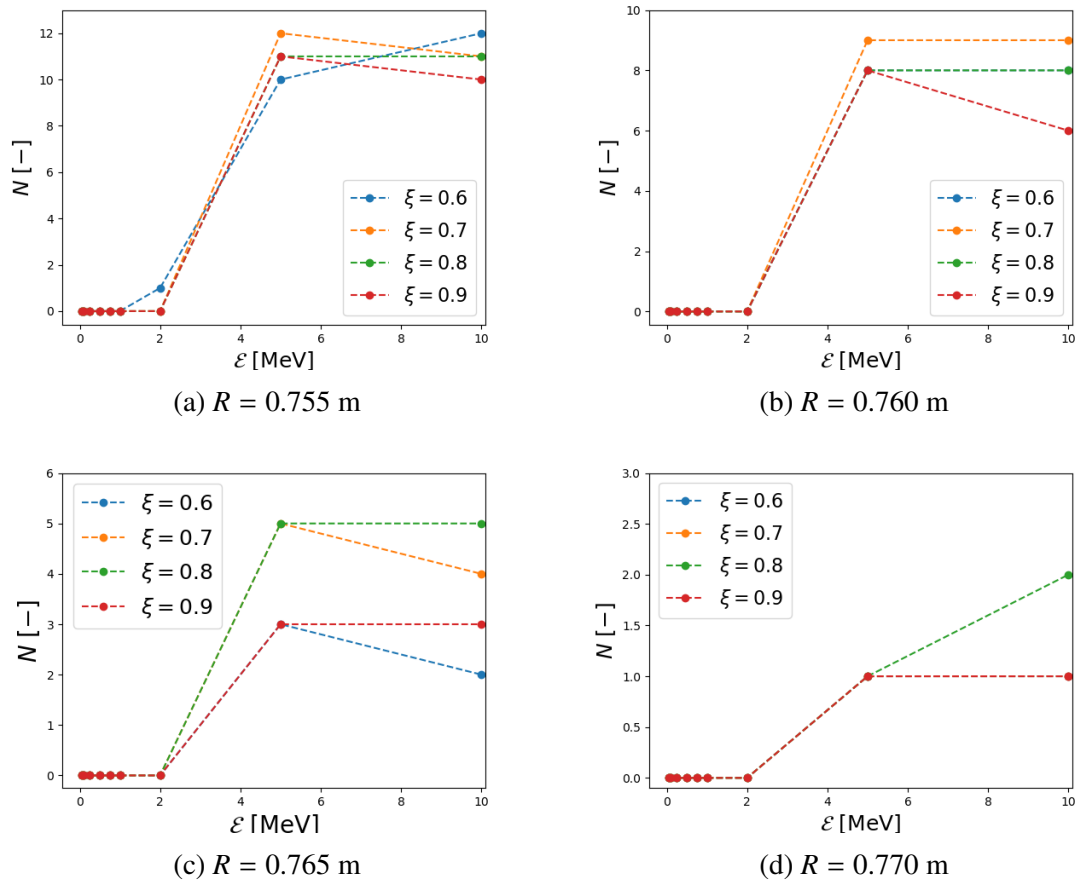 12
10
8
6
4
2
0
N [−]
ξ = 0.6
ξ = 0.7
ξ = 0.8
ξ = 0.9
0 2 4 6 8 10
ℰ [MeV]
(a) R = 0.755 m
10
8
6
4
2
0
N [−]
ξ = 0.6
ξ = 0.7
ξ = 0.8
ξ = 0.9
0 2 4 6 8 10
ℰ [MeV]
(b) R = 0.760 m
6
5
4
3
2
1
0
N [−]
ξ = 0.6
ξ = 0.7
ξ = 0.8
ξ = 0.9
0 2 4 6 8 10
ℰ [MeV]
(c) R = 0.765 m
3.0
2.5
2.0
1.5
1.0
0.5
0.0
N [−]
ξ = 0.6
ξ = 0.7
ξ = 0.8
ξ = 0.9
0 2 4 6 8 10
ℰ [MeV]
(d) R = 0.770 m